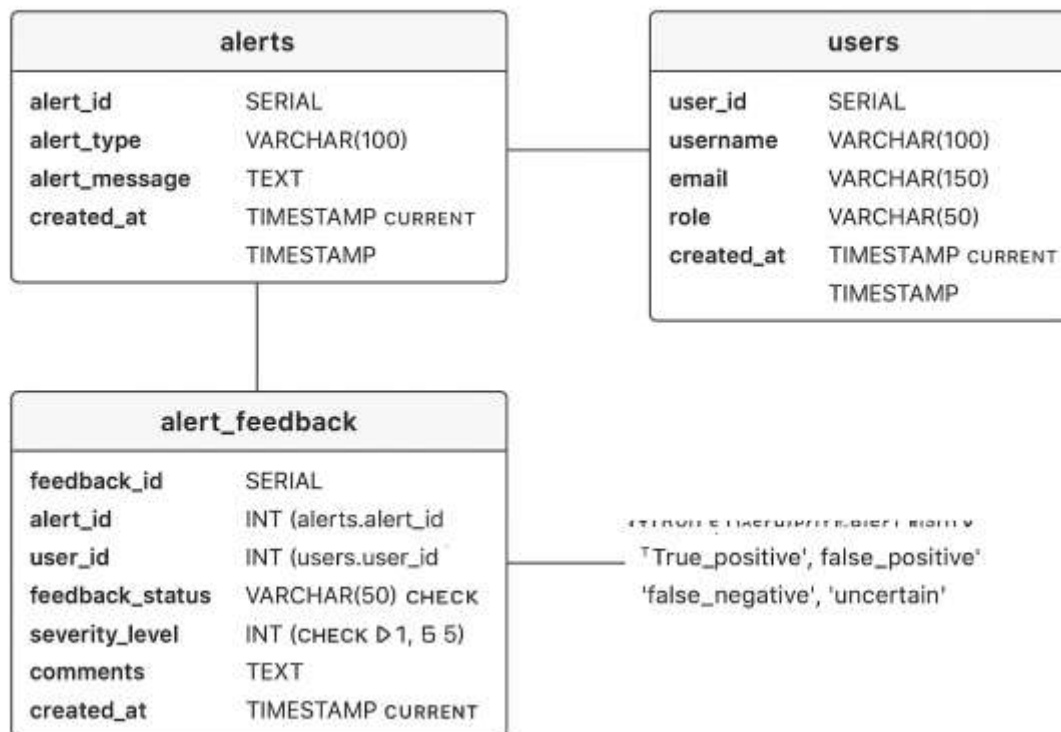 alerts
alert_id SERIAL
alert_type VARCHAR(100)
alert_message TEXT
created_at TIMESTAMP CURRENT
TIMESTAMP
users
user_id SERIAL
username VARCHAR(100)
email VARCHAR(150)
role VARCHAR(50)
created_at TIMESTAMP CURRENT
TIMESTAMP
alert_feedback
feedback_id SERIAL
alert_id INT (alerts.alert_id
user_id INT (users.user_id
feedback_status VARCHAR(50) CHECK
severity_level INT (CHECK 1, 5)
comments TEXT
created_at TIMESTAMP CURRENT
'True_positive', false_positive'
'false_negative', 'uncertain'